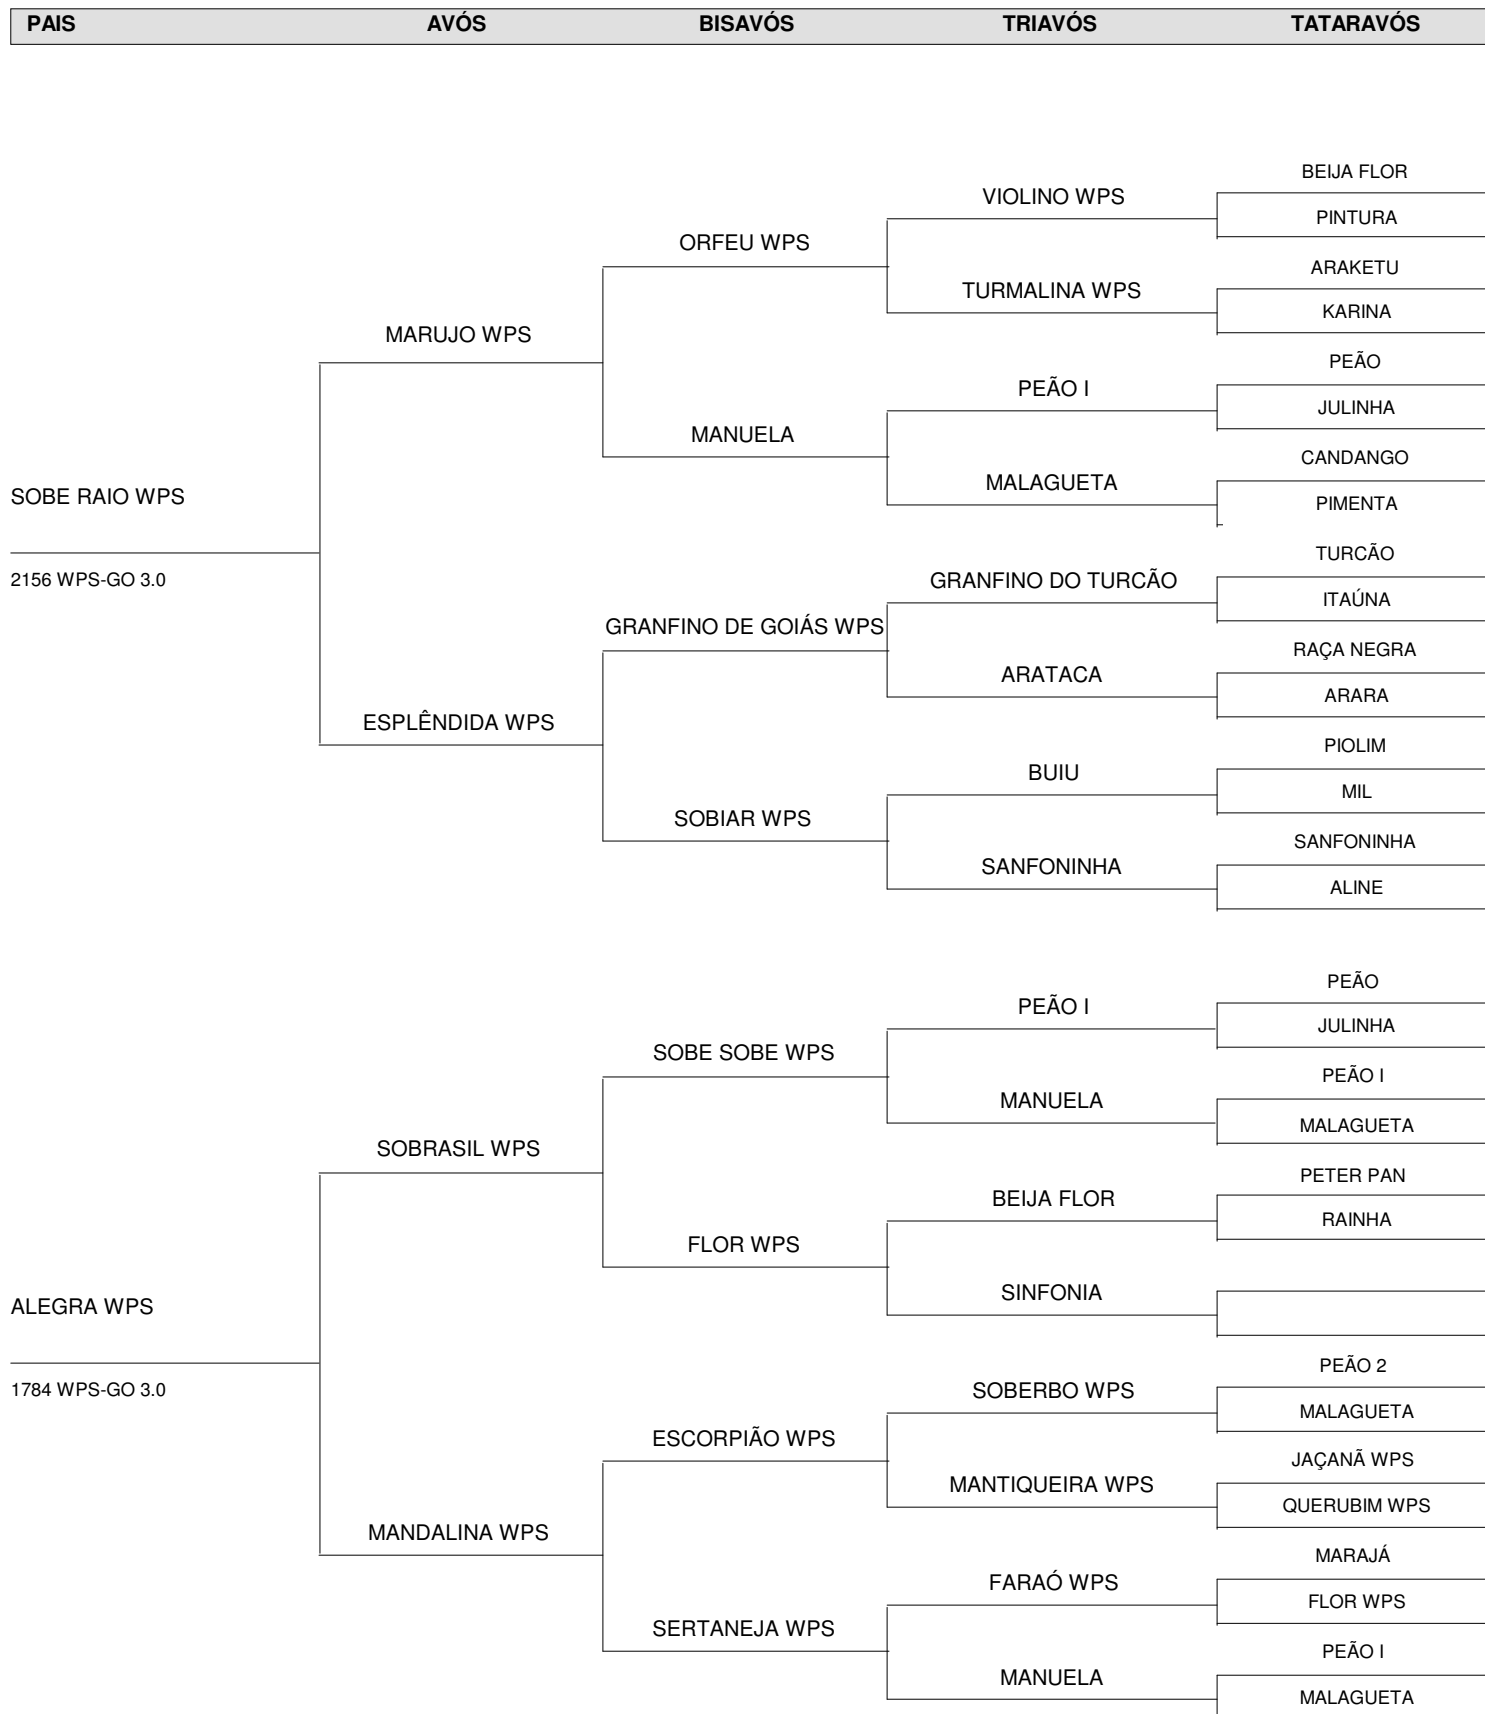 PAIS AVÓS BISAVÓS TRIAVÓS TATARAVÓS
BEIJA FLOR
VIOLINO WPS
PINTURA
ORFEU WPS
ARAKETU
TURMALINA WPS
KARINA
MARUJO WPS
PEÃO
PEÃO I
JULINHA
MANUELA
CANDANGO
MALAGUETA
SOBE RAIO WPS
PIMENTA
TURCÃO
2156 WPS-GO 3.0
GRANFINO DO TURCÃO
ITAÚNA
GRANFINO DE GOIÁS WPS
RAÇA NEGRA
ARATACA
ARARA
ESPLÊNDIDA WPS
PIOLIM
BUIU
MIL
SOBIAR WPS
SANFONINHA
SANFONINHA
ALINE
PEÃO
PEÃO I
JULINHA
SOBE SOBE WPS
PEÃO I
MANUELA
MALAGUETA
SOBRASIL WPS
PETER PAN
BEIJA FLOR
RAINHA
FLOR WPS
SINFONIA
ALEGRA WPS
PEÃO 2
1784 WPS-GO 3.0
SOBERBO WPS
MALAGUETA
ESCORPIÃO WPS
JAÇANÃ WPS
MANTIQUEIRA WPS
QUERUBIM WPS
MANDALINA WPS
MARAJÁ
FARAÓ WPS
FLOR WPS
SERTANEJA WPS
PEÃO I
MANUELA
MALAGUETA